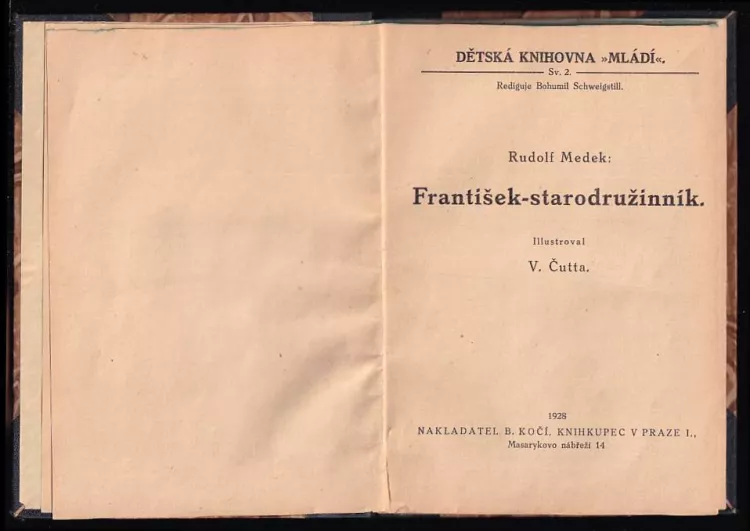 DĚTSKÁ KNIHOVNA »MLÁDÍ«.
Sv. 2.
Rediguje Bohumil Schweigstill.
Rudolf Medek:
František-starodružinník.
Illustroval
V. Čutta.
1928
NAKLADATEL B. KOČÍ, KNIHKUPEC V PRAZE I.,
Masarykovo nábřeží 14